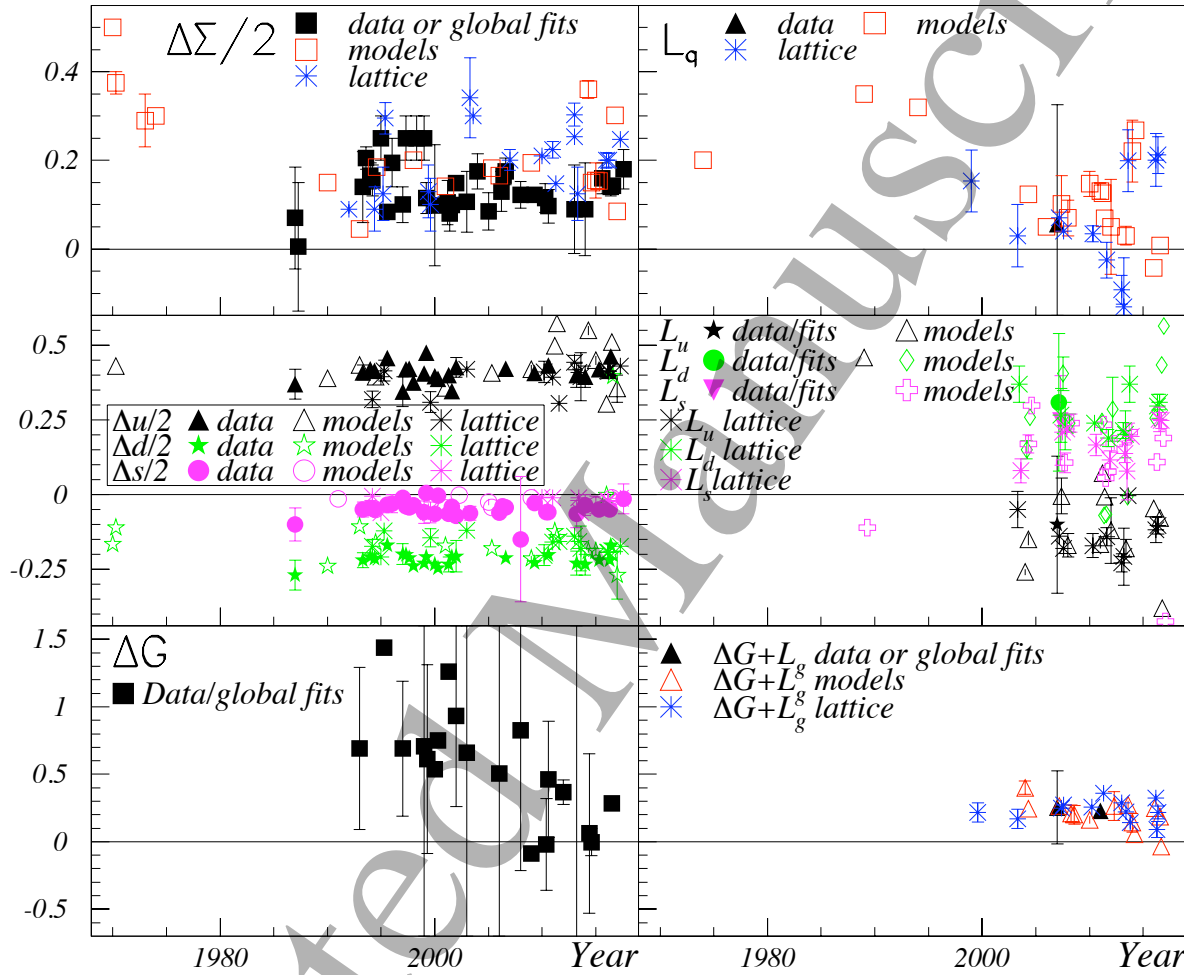 ΔΣ/2
data or global fits
models
lattice
0.4
0.2
0
L_q
data
models
lattice
0.5
0.25
0
-0.25
Δu/2 data models lattice
Δd/2 data models lattice
Δs/2 data models lattice
L_u data/fits models
L_d data/fits models
L_s data/fits models
L_u lattice
L_d lattice
L_s lattice
ΔG
Data/global fits
1.5
1
0.5
0
-0.5
ΔG+L_g data or global fits
ΔG+L_g models
ΔG+L_g lattice
1980 2000 Year
1980 2000 Year
ted Manuscri